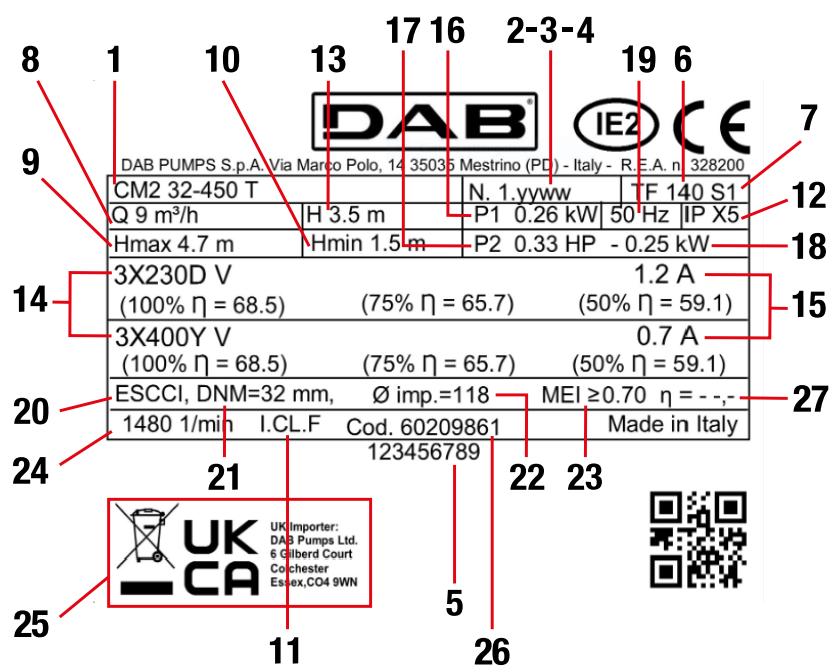 17 16 2-3-4
8 1 10 13 19 6
DAB
IE2 CE
7
9
DAB PUMPS S.p.A. Via Marco Polo, 14 35035 Mestrino (PD) - Italy - R.E.A. n. 328200
CM2 32-450 T N. 1.yyww TF 140 S1
12
Q 9 m³/h H 3.5 m P1 0.26 kW 50 Hz IP X5
Hmax 4.7 m Hmin 1.5 m P2 0.33 HP - 0.25 kW
18
3X230D V 1.2 A
14 15
(100% η = 68.5) (75% η = 65.7) (50% η = 59.1)
3X400Y V 0.7 A
(100% η = 68.5) (75% η = 65.7) (50% η = 59.1)
20 ESCCI, DNM=32 mm, Ø imp.=118 MEI ≥0.70 η = - -,- 27
24 1480 1/min I.CL.F Cod. 60209861 Made in Italy
123456789
21 22 23
UK
CA
UK Importer:
DAB Pumps Ltd.
6 Gilberd Court
Colchester
Essex,CO4 9WN
25 11 5 26